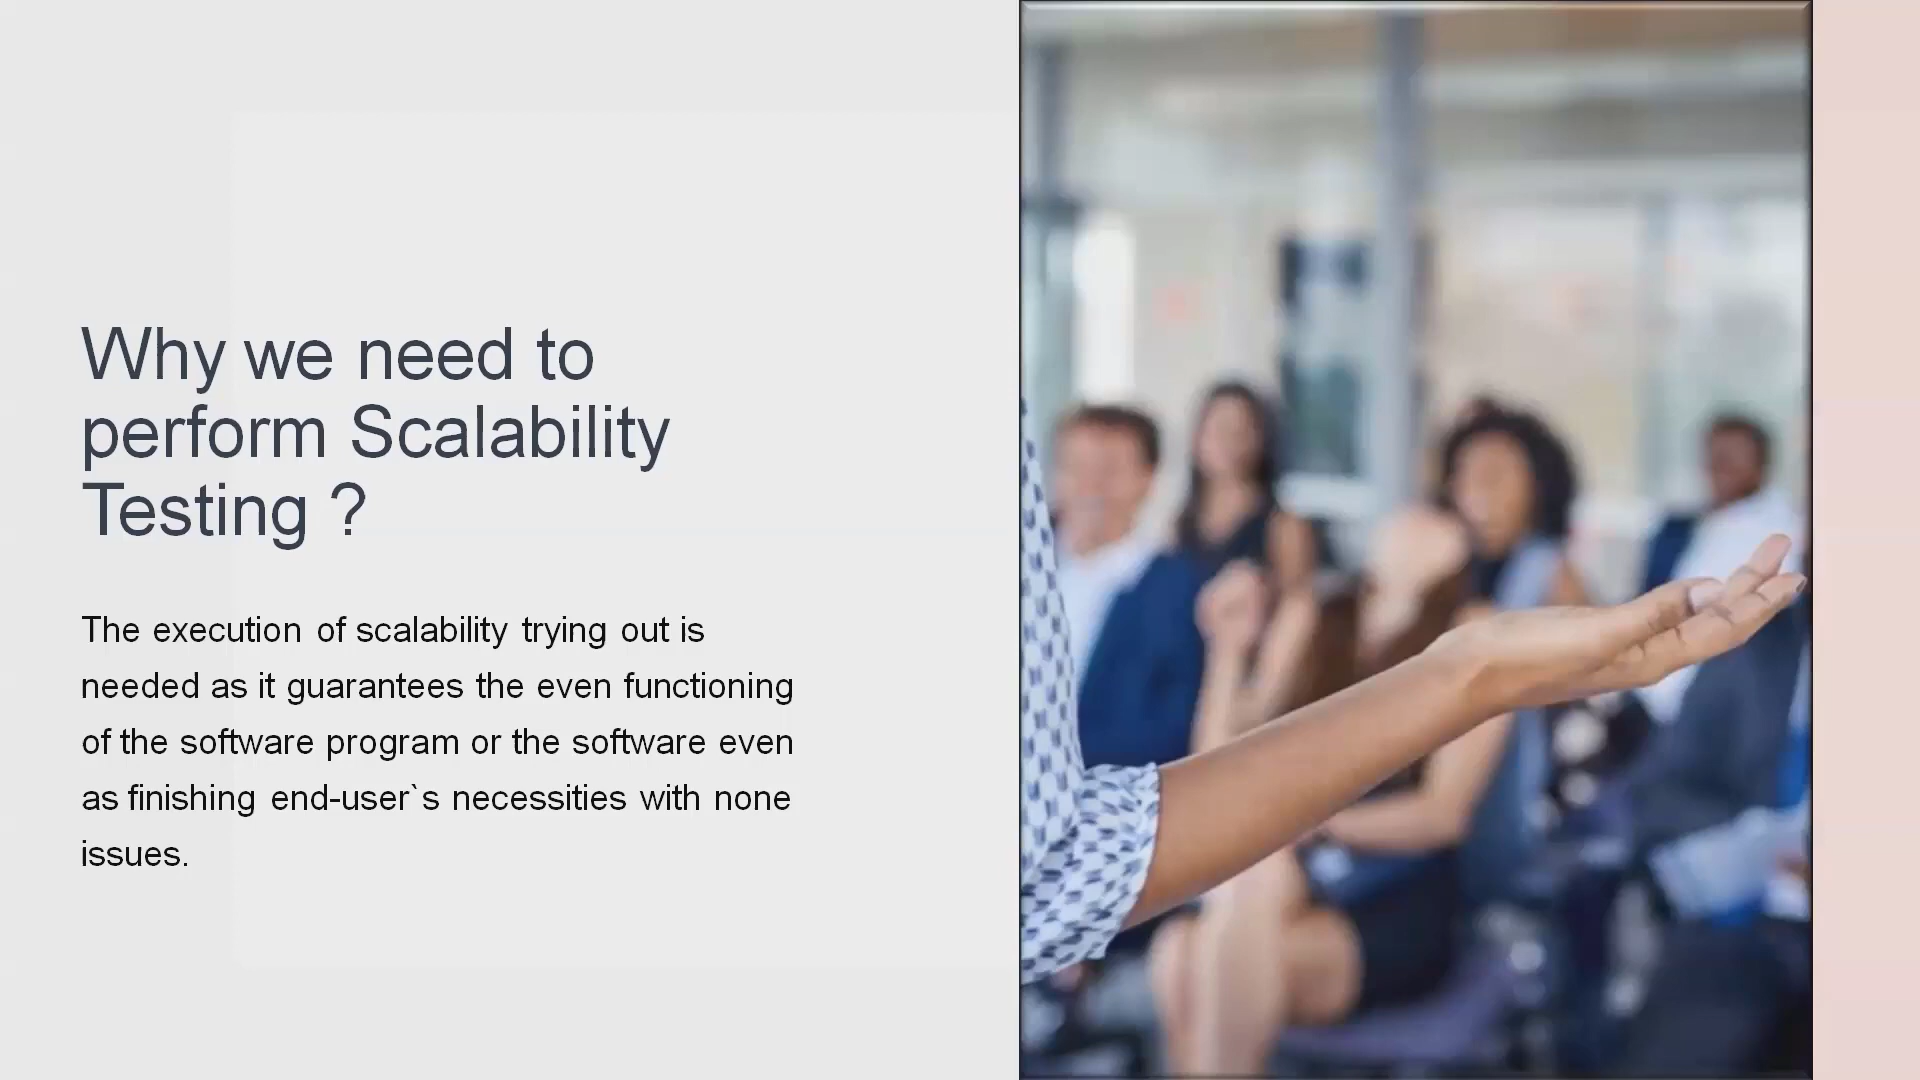 Why we need to
perform Scalability
Testing ?
The execution of scalability trying out is
needed as it guarantees the even functioning
of the software program or the software even
as finishing end-user`s necessities with none
issues.